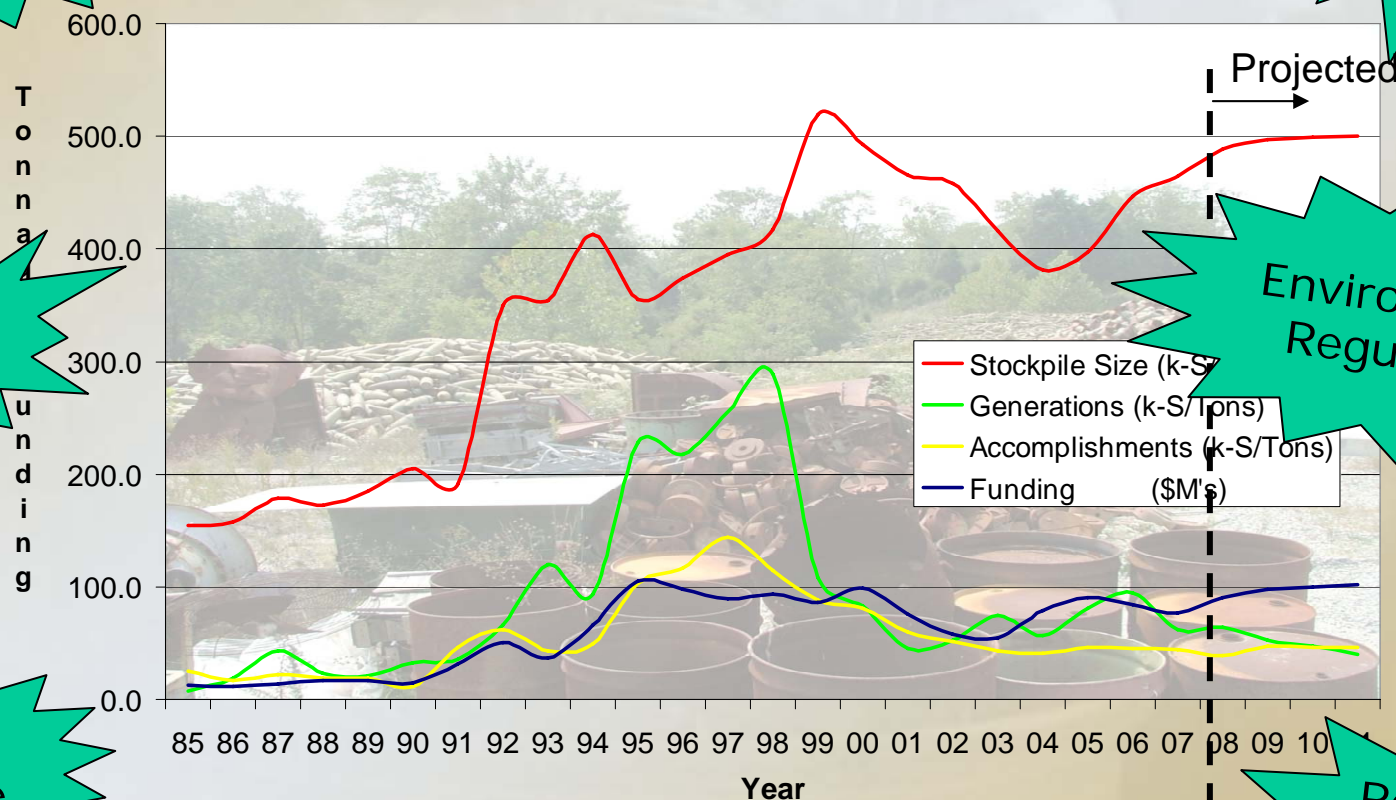 600.0
500.0
400.0
300.0
200.0
100.0
0.0
T
o
n
n
a
u
n
d
i
n
g
Projected
Stockpile Size
Generations (k-S/Tons)
Accomplishments (k-S/Tons)
Funding ($M's)
85 86 87 88 89 90 91 92 93 94 95 96 97 98 99 00 01 02 03 04 05 06 07 08 09 10
Year